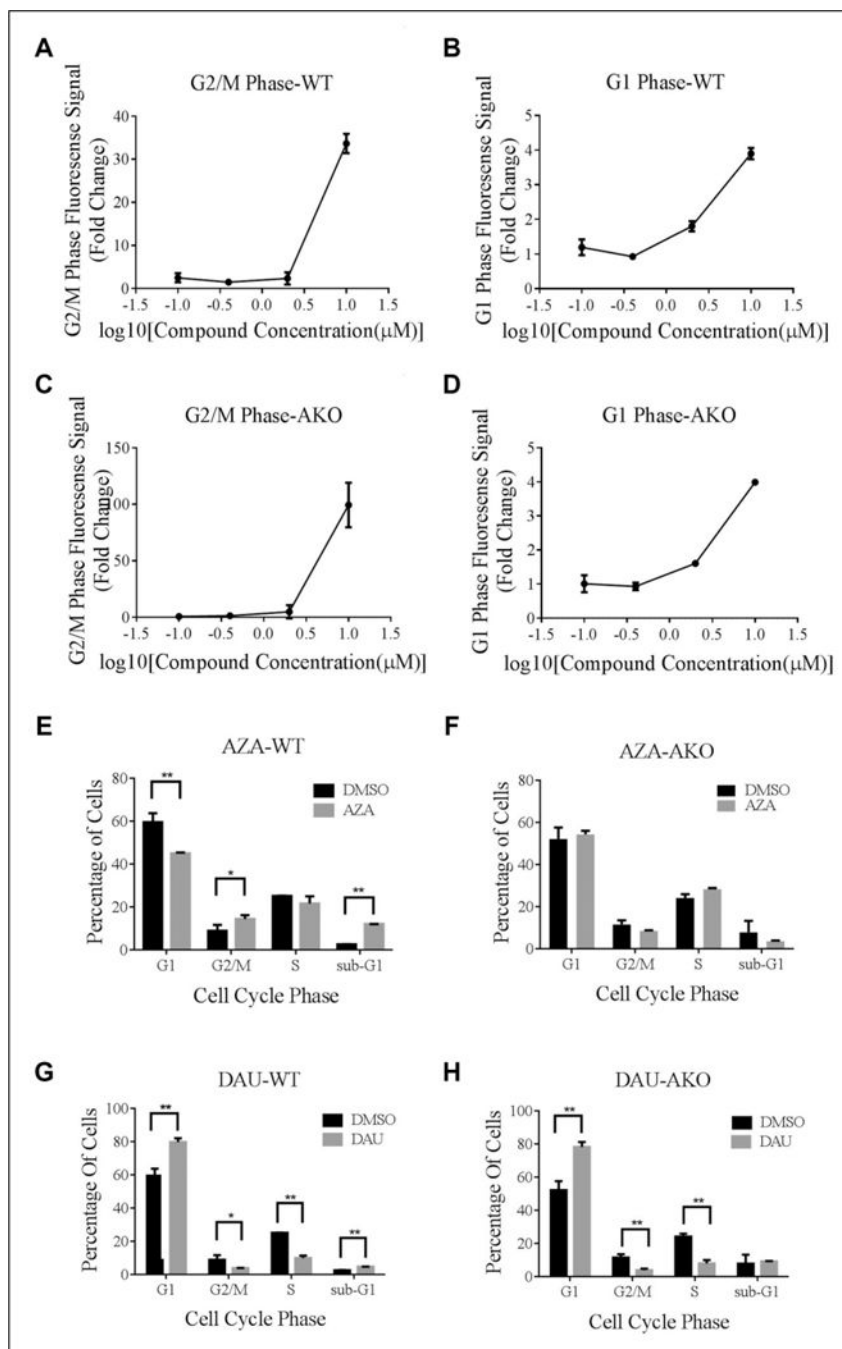 A
G2/M Phase-WT
G2/M Phase Fluoresense Signal
(Fold Change)
40
30
20
10
0
-1.5 -1.0 -0.5 0.0 0.5 1.0 1.5
log10[Compound Concentration(μM)]
B
G1 Phase-WT
G1 Phase Fluoresense Signal
(Fold Change)
5
4
3
2
1
0
-1.5 -1.0 -0.5 0.0 0.5 1.0 1.5
log10[Compound Concentration(μM)]
C
G2/M Phase-AKO
G2/M Phase Fluoresense Signal
(Fold Change)
150
100
50
0
-1.5 -1.0 -0.5 0.0 0.5 1.0 1.5
log10[Compound Concentration(μM)]
D
G1 Phase-AKO
G1 Phase Fluoresense Signal
(Fold Change)
5
4
3
2
1
0
-1.5 -1.0 -0.5 0.0 0.5 1.0 1.5
log10[Compound Concentration(μM)]
E
AZA-WT
Percentage of Cells
80
60
40
20
0
** * **
DMSO
AZA
G1 G2/M S sub-G1
Cell Cycle Phase
F
AZA-AKO
Percentage of Cells
80
60
40
20
0
DMSO
AZA
G1 G2/M S sub-G1
Cell Cycle Phase
G
DAU-WT
Percentage Of Cells
100
80
60
40
20
0
** * ** **
DMSO
DAU
G1 G2/M S sub-G1
Cell Cycle Phase
H
DAU-AKO
Percentage Of Cells
100
80
60
40
20
0
** ** **
DMSO
DAU
G1 G2/M S sub-G1
Cell Cycle Phase